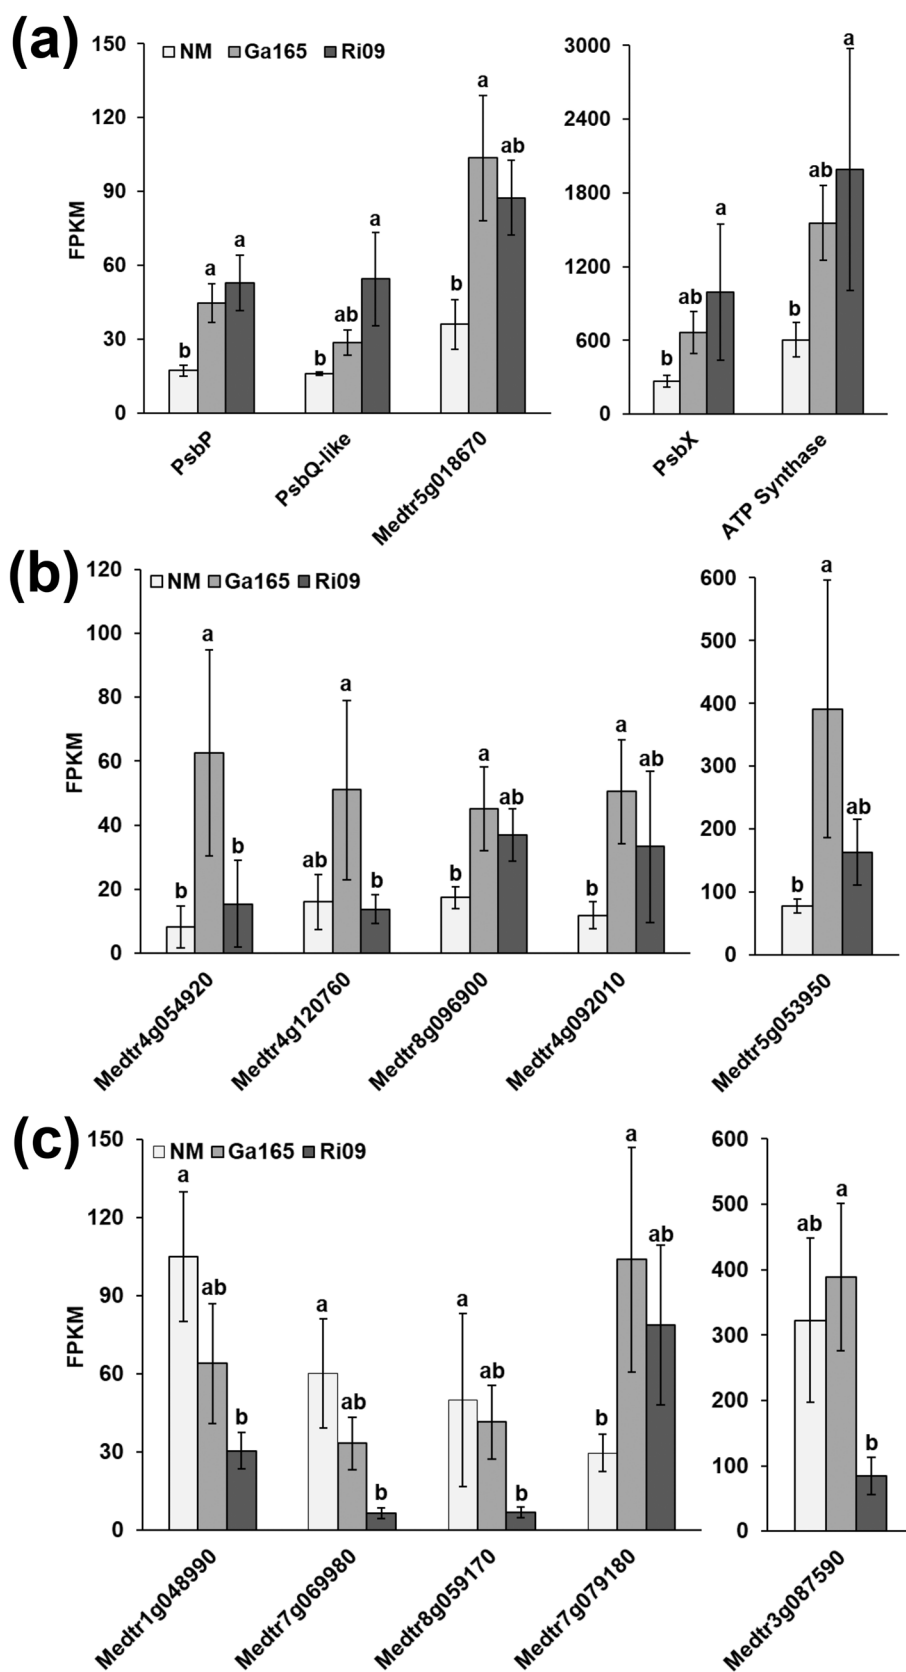 (a)
NM Ga165 Ri09
FPKM
150
120
90
60
30
0
b a a
b ab a
b a ab
PsbP
PsbQ-like
Medtr5g018670
3000
2400
1800
1200
600
0
b ab a
b ab a
PsbX
ATP Synthase
(b)
NM Ga165 Ri09
FPKM
120
100
80
60
40
20
0
b a b
ab a b
b a ab
b a ab
Medtr4g054920
Medtr4g120760
Medtr8g096900
Medtr4g092010
600
500
400
300
200
100
0
b a ab
Medtr5g053950
(c)
NM Ga165 Ri09
FPKM
150
120
90
60
30
0
a ab b
a ab b
a ab b
b a ab
Medtr1g048990
Medtr7g069980
Medtr8g059170
Medtr7g079180
600
500
400
300
200
100
0
ab a b
Medtr3g087590